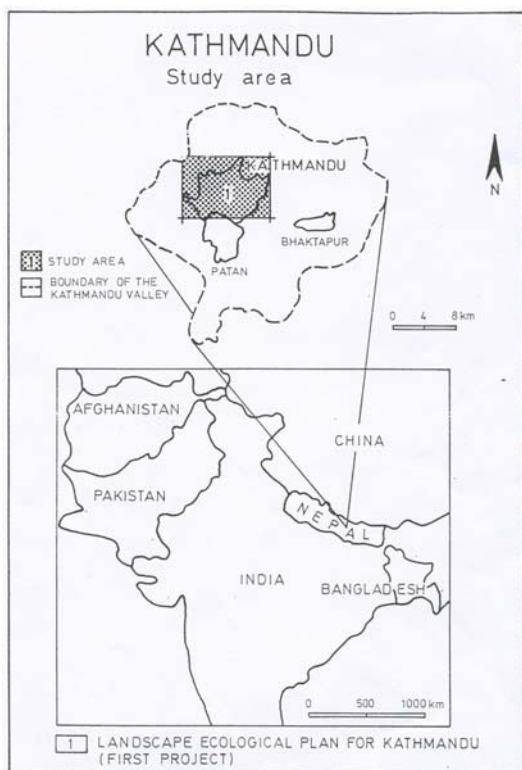 KATHMANDU
Study area
KATHMANDU
1
N
BHAKTAPUR
PATAN
1 STUDY AREA
BOUNDARY OF THE
KATHMANDU VALLEY
0 4 8 km
AFGHANISTAN
CHINA
PAKISTAN
NEPAL
INDIA
BANGLADESH
0 500 1000 km
1 LANDSCAPE ECOLOGICAL PLAN FOR KATHMANDU
(FIRST PROJECT)